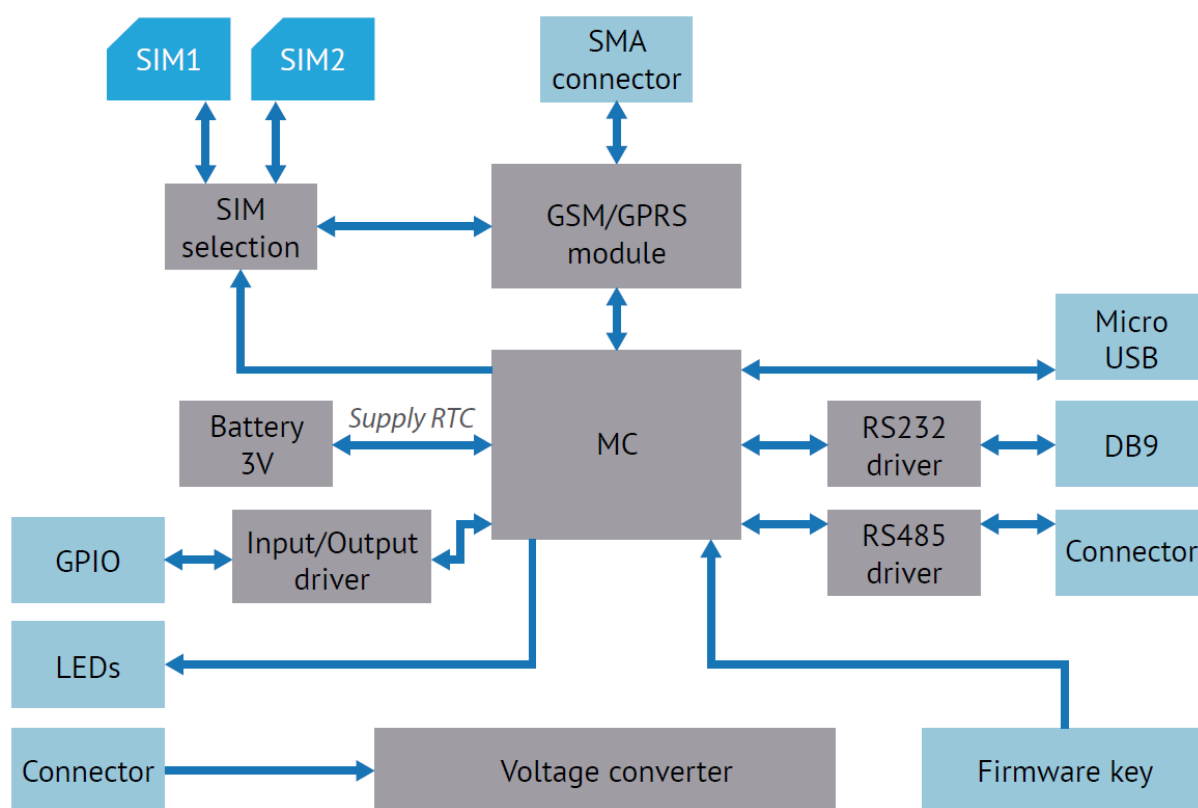 SIM1
SIM2
SMA
connector
SIM
selection
GSM/GPRS
module
Micro
USB
Battery
3V
Supply RTC
MC
RS232
driver
DB9
GPIO
Input/Output
driver
RS485
driver
Connector
LEDs
Connector
Voltage converter
Firmware key